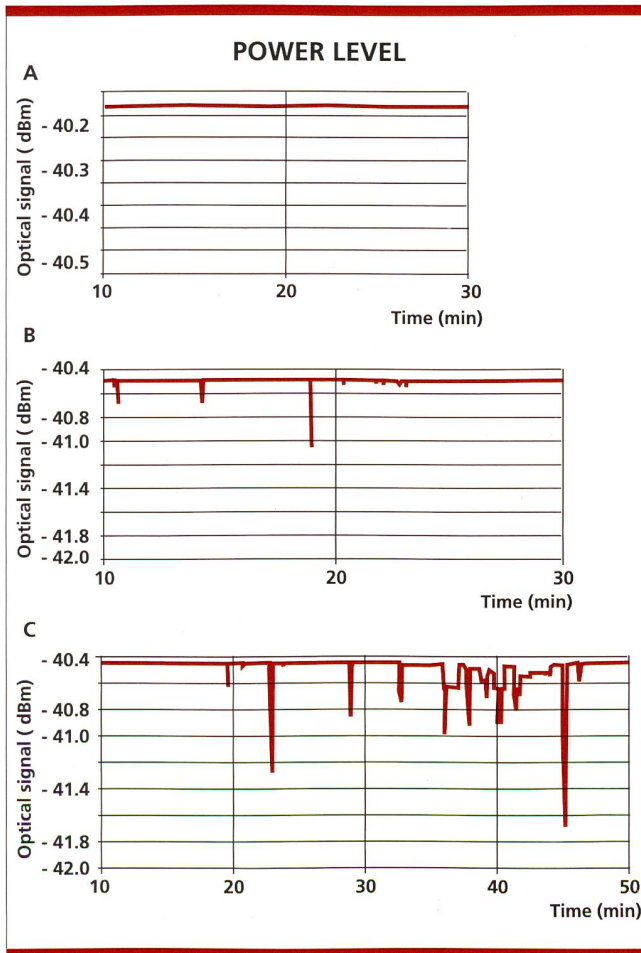 POWER LEVEL
A
Optical signal ( dBm)
- 40.2
- 40.3
- 40.4
- 40.5
10 20 30
Time (min)
B
Optical signal ( dBm)
- 40.4
- 40.8
- 41.0
- 41.4
- 41.8
- 42.0
10 20 30
Time (min)
C
Optical signal ( dBm)
- 40.4
- 40.8
- 41.0
- 41.4
- 41.8
- 42.0
10 20 30 40 50
Time (min)